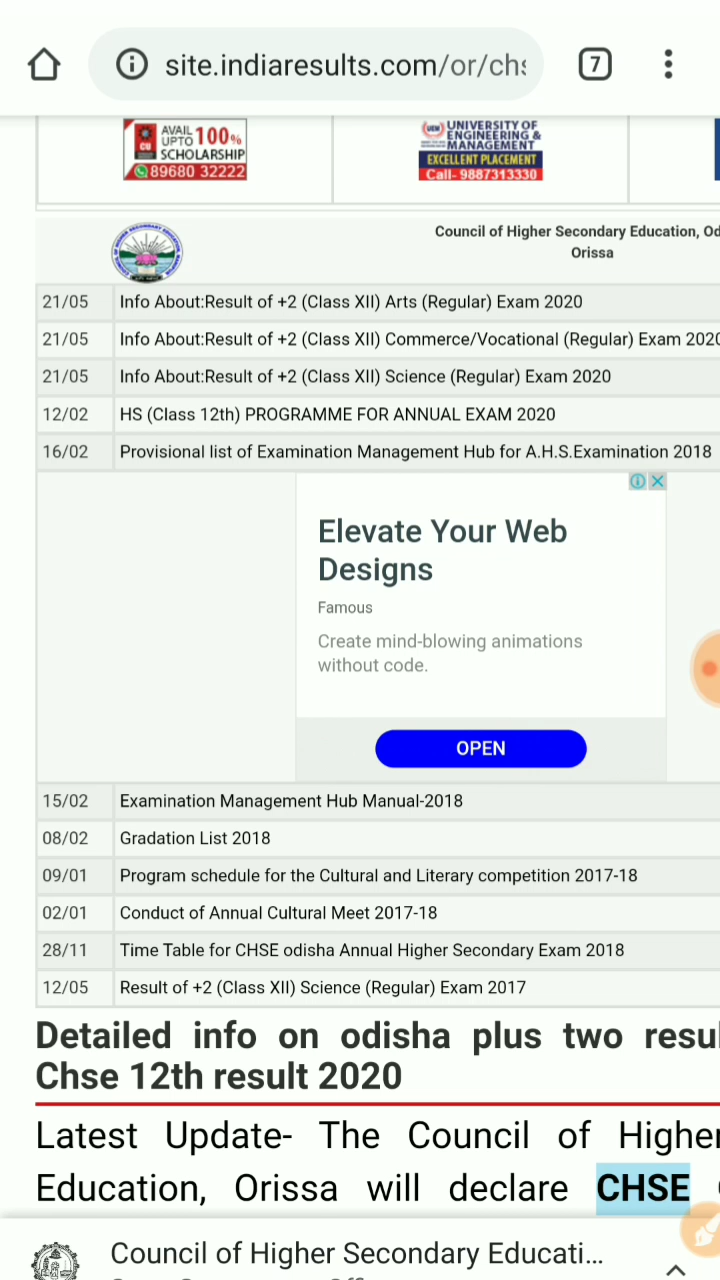 site.indiaresults.com/or/chs
7
AVAIL UPTO 100%
SCHOLARSHIP
CU
89680 32222
UEM UNIVERSITY OF
ENGINEERING &
MANAGEMENT
EXCELLENT PLACEMENT
Call- 9887313330
Council of Higher Secondary Education, Od
Orissa
21/05 Info About:Result of +2 (Class XII) Arts (Regular) Exam 2020
21/05 Info About:Result of +2 (Class XII) Commerce/Vocational (Regular) Exam 2020
21/05 Info About:Result of +2 (Class XII) Science (Regular) Exam 2020
12/02 HS (Class 12th) PROGRAMME FOR ANNUAL EXAM 2020
16/02 Provisional list of Examination Management Hub for A.H.S.Examination 2018
Elevate Your Web
Designs
Famous
Create mind-blowing animations
without code.
OPEN
15/02 Examination Management Hub Manual-2018
08/02 Gradation List 2018
09/01 Program schedule for the Cultural and Literary competition 2017-18
02/01 Conduct of Annual Cultural Meet 2017-18
28/11 Time Table for CHSE odisha Annual Higher Secondary Exam 2018
12/05 Result of +2 (Class XII) Science (Regular) Exam 2017
Detailed info on odisha plus two resul
Chse 12th result 2020
Latest Update- The Council of Higher
Education, Orissa will declare CHSE
Council of Higher Secondary Educati...